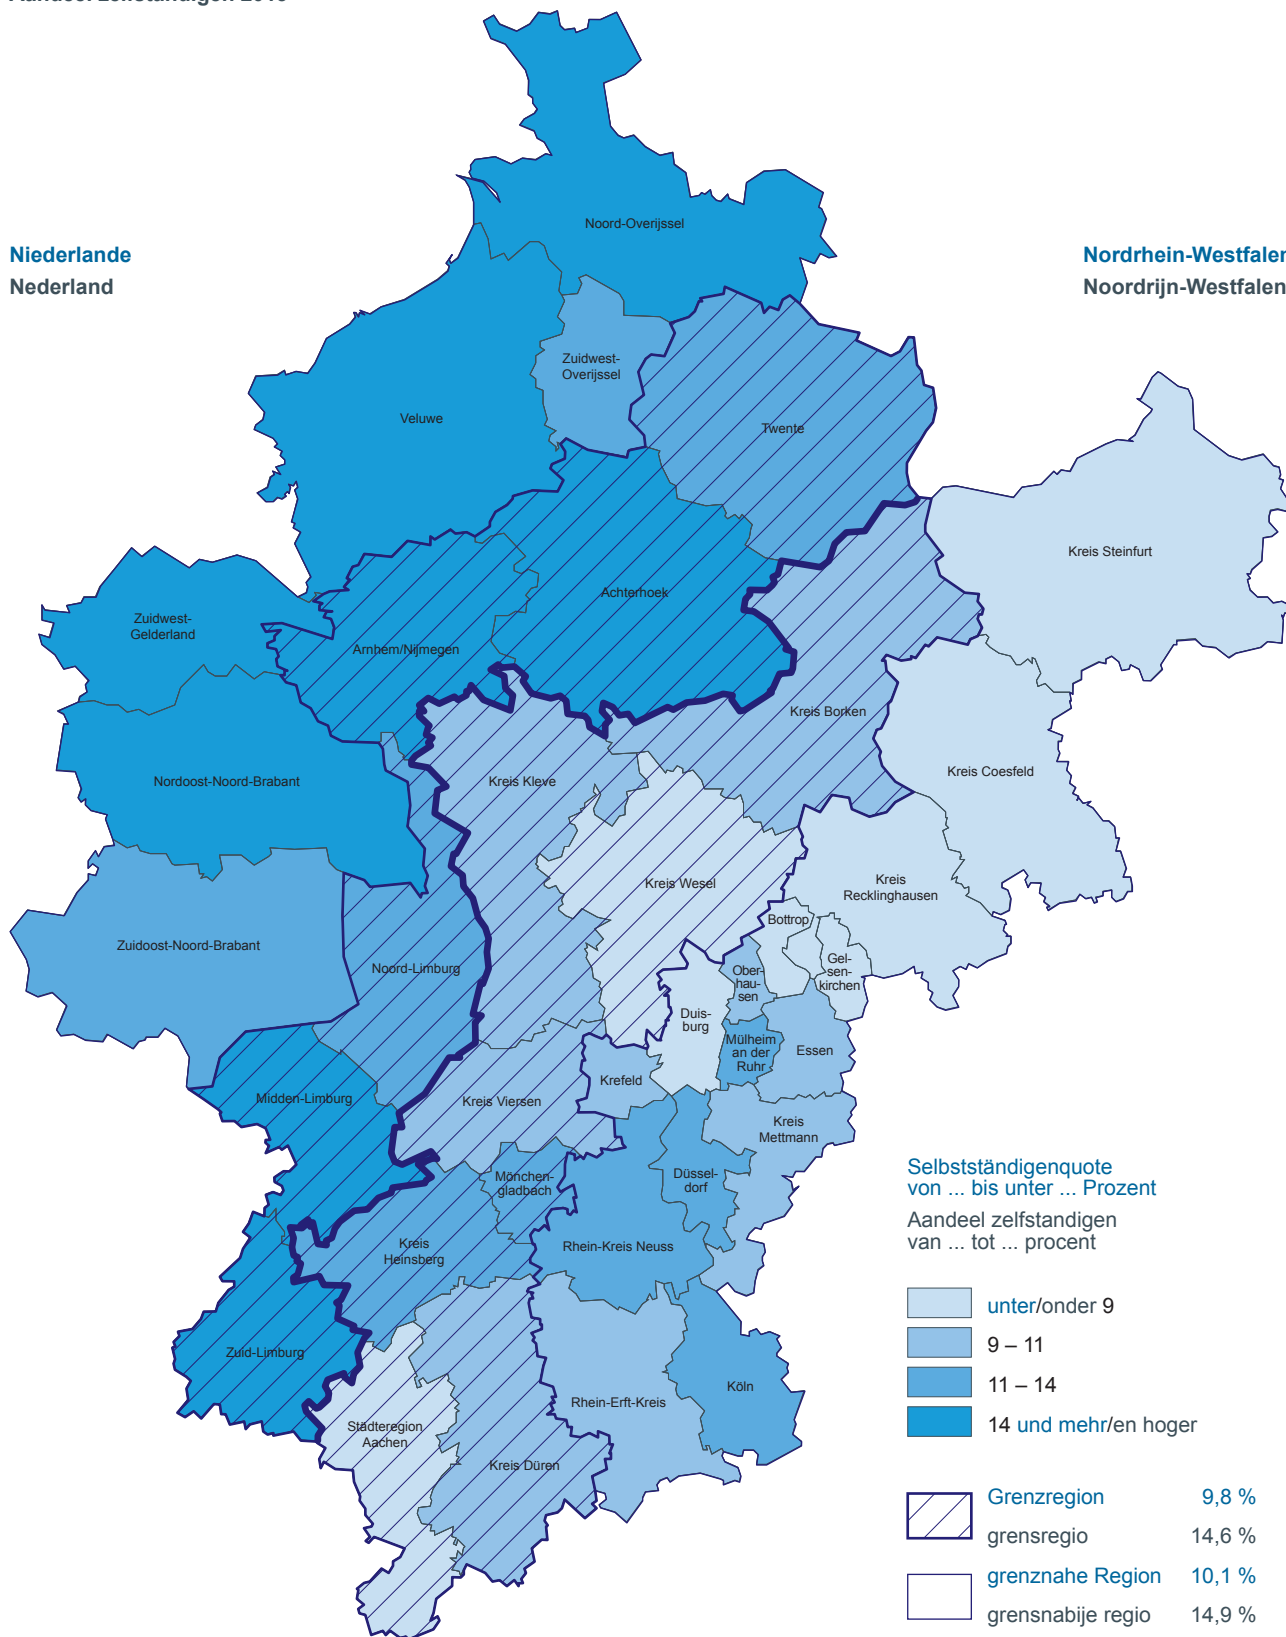 Niederlande
Nederland
Nordrhein-Westfalen
Noordrijn-Westfalen
Noord-Overijssel
Zuidwest-
Overijssel
Veluwe
Twente
Kreis Steinfurt
Achterhoek
Zuidwest-
Gelderland
Arnhem/Nijmegen
Kreis Borken
Kreis Coesfeld
Nordoost-Noord-Brabant
Kreis Kleve
Kreis Wesel
Kreis
Recklinghausen
Bottrop
Gel-
sen-
kirchen
Zuidoost-Noord-Brabant
Noord-Limburg
Ober-
hau-
sen
Duis-
burg
Mülheim
an der
Ruhr
Essen
Krefeld
Midden-Limburg
Kreis Viersen
Kreis
Mettmann
Mönchen-
gladbach
Düssel-
dorf
Kreis
Heinsberg
Rhein-Kreis Neuss
Zuid-Limburg
Köln
Rhein-Erft-Kreis
Städteregion
Aachen
Kreis Düren
Selbstständigenquote
von ... bis unter ... Prozent
Aandeel zelfstandigen
van ... tot ... procent
unter/onder 9
9 – 11
11 – 14
14 und mehr/en hoger
Grenzregion 9,8 %
grensregio 14,6 %
grenznahe Region 10,1 %
grensnabije regio 14,9 %